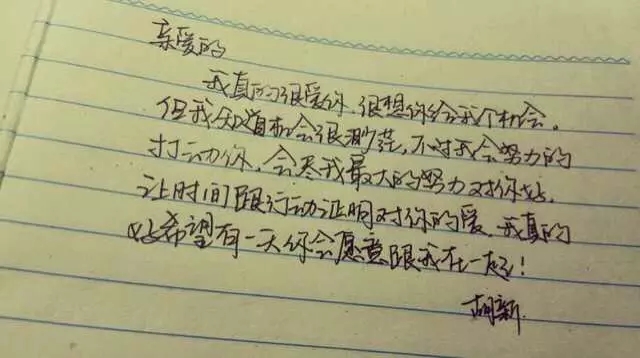 亲爱的
我真的很爱你,很想你给我个机会。
但我知道机会很渺茫,不过我会努力的
打动你,会尽我最大的努力对你好,
让时间跟行动证明对你的爱,我真的
好希望有一天你会愿意跟我在一起!
胡新